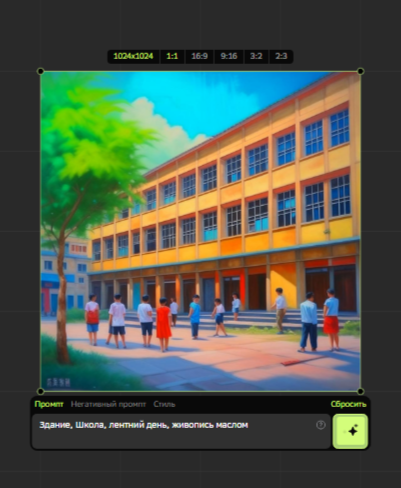 1024x1024 1:1 16:9 9:16 3:2 2:3
Промпт Негативный промпт Стиль Сбросить
Здание, Школа, лентний день, живопись маслом ?